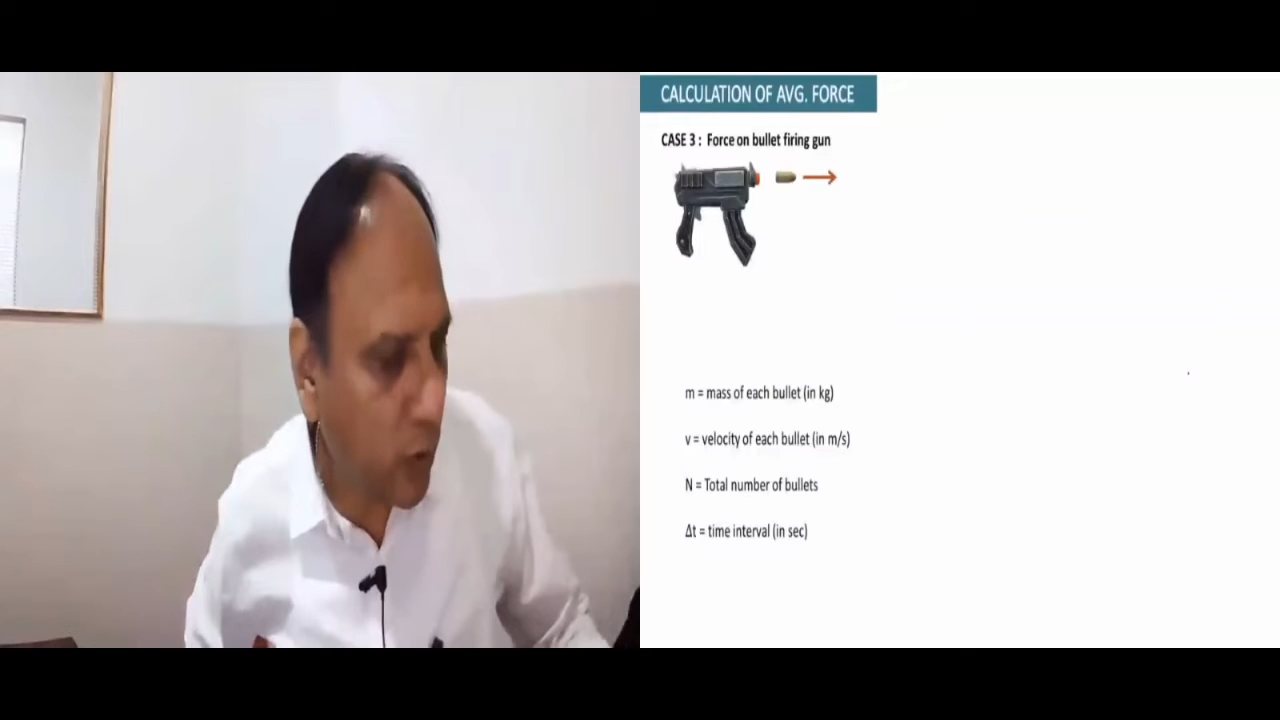 CALCULATION OF AVG. FORCE
CASE 3 : Force on bullet firing gun
m = mass of each bullet (in kg)
v = velocity of each bullet (in m/s)
N = Total number of bullets
Δt = time interval (in sec)